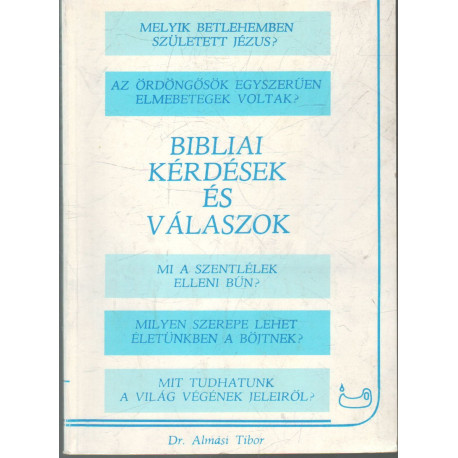 MELYIK BETLEHEMBEN
SZÜLETETT JÉZUS?
AZ ÖRDÖNGÖSÖK EGYSZERŰEN
ELMEBETEGEK VOLTAK?
BIBLIAI
KÉRDÉSEK
ÉS
VÁLASZOK
MI A SZENTLÉLEK
ELLENI BŰN?
MILYEN SZEREPE LEHET
ÉLETÜNKBEN A BÖJTNEK?
MIT TUDHATUNK
A VILÁG VÉGÉNEK JELEIRŐL?
Dr. Almási Tibor